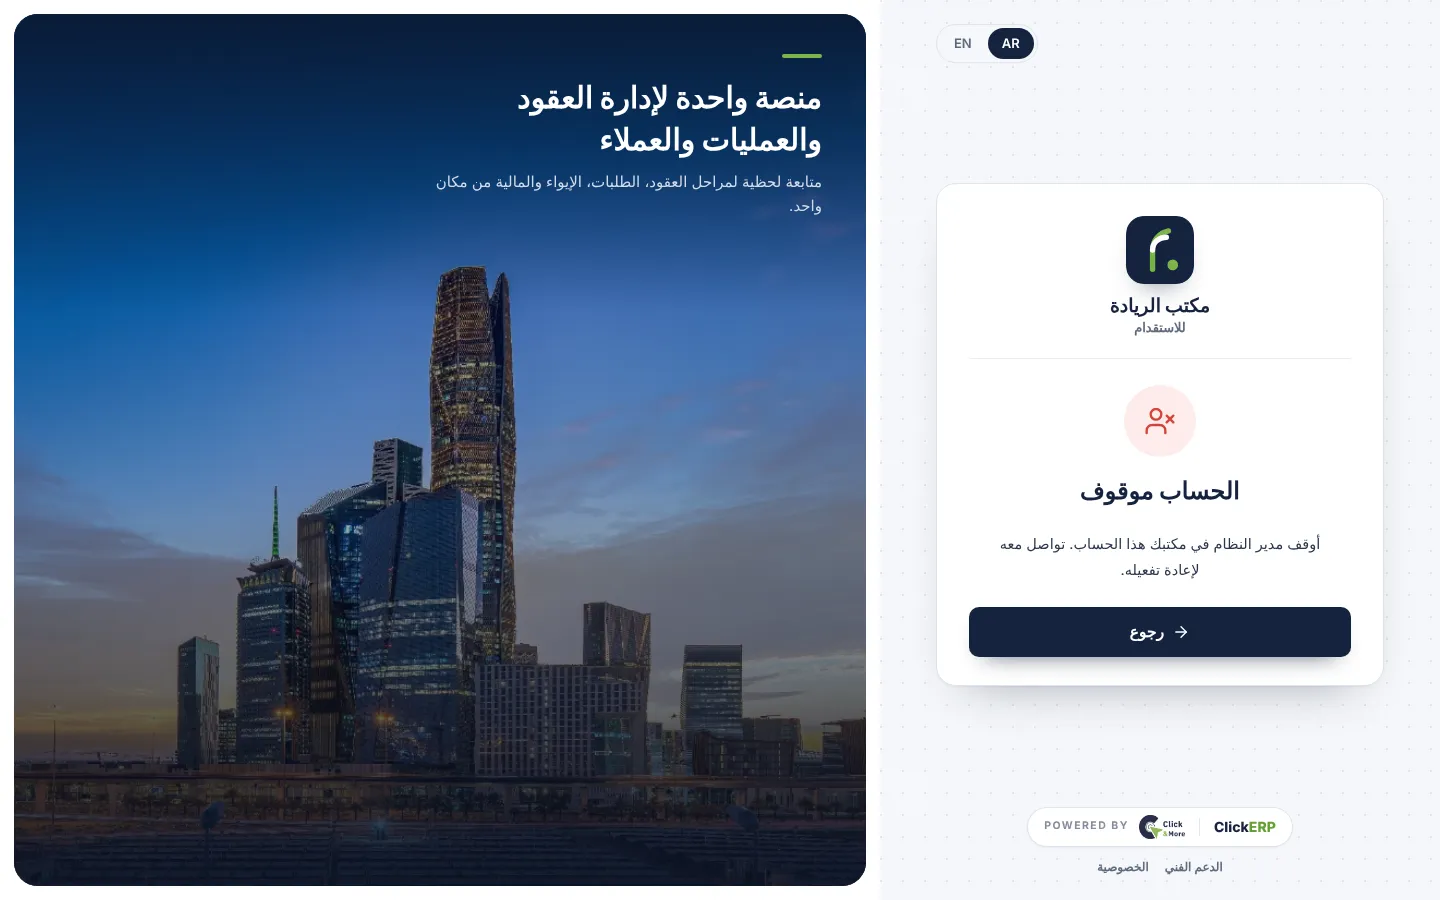 EN
AR
منصة واحدة لإدارة العقود
والعمليات والعملاء
متابعة لحظية لمراحل العقود، الطلبات، الإيواء والمالية من مكان
واحد.
مكتب الريادة
للاستقدام
الحساب موقوف
أوقف مدير النظام في مكتبك هذا الحساب. تواصل معه
لإعادة تفعيله.
رجوع
POWERED BY
Click
&More
ClickERP
الدعم الفني
الخصوصية